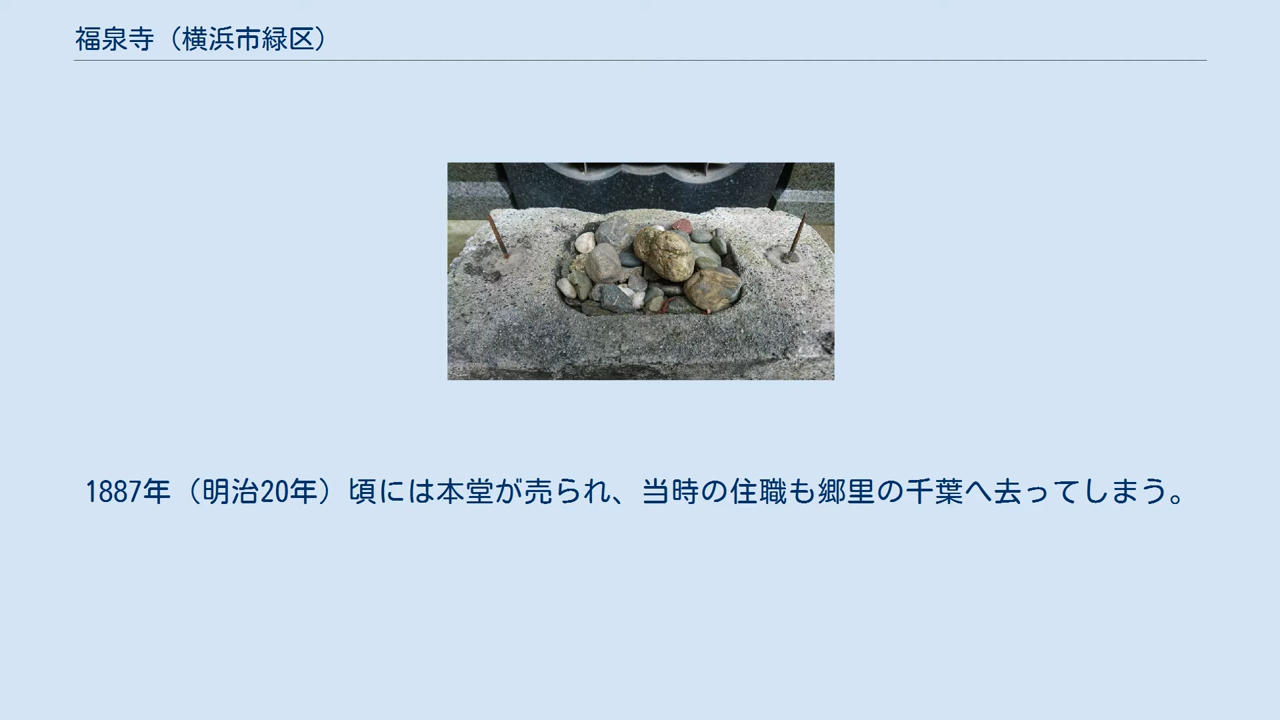 福泉寺（横浜市緑区）
1887年（明治20年）頃には本堂が売られ、当時の住職も郷里の千葉へ去ってしまう。